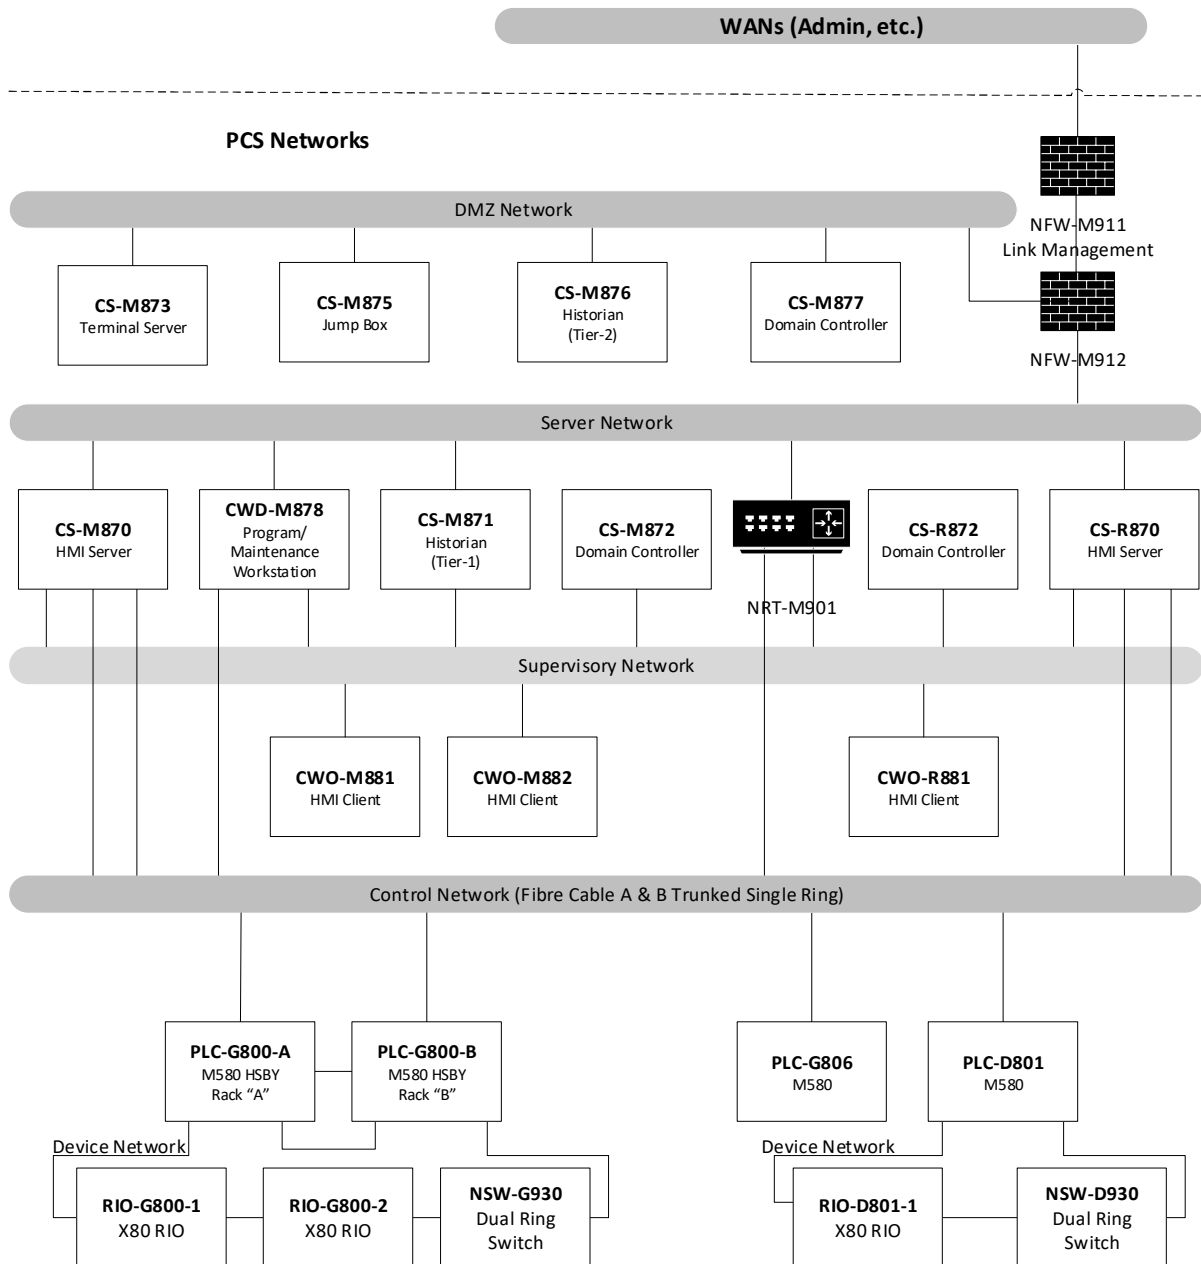 WANs (Admin, etc.)
PCS Networks
DMZ Network
NFW-M911
Link Management
CS-M873
Terminal Server
CS-M875
Jump Box
CS-M876
Historian
(Tier-2)
CS-M877
Domain Controller
NFW-M912
Server Network
CS-M870
HMI Server
CWD-M878
Program/
Maintenance
Workstation
CS-M871
Historian
(Tier-1)
CS-M872
Domain Controller
NRT-M901
CS-R872
Domain Controller
CS-R870
HMI Server
Supervisory Network
CWO-M881
HMI Client
CWO-M882
HMI Client
CWO-R881
HMI Client
Control Network (Fibre Cable A & B Trunked Single Ring)
PLC-G800-A
M580 HSBY
Rack “A”
PLC-G800-B
M580 HSBY
Rack “B”
PLC-G806
M580
PLC-D801
M580
Device Network
RIO-G800-1
X80 RIO
RIO-G800-2
X80 RIO
NSW-G930
Dual Ring
Switch
Device Network
RIO-D801-1
X80 RIO
NSW-D930
Dual Ring
Switch